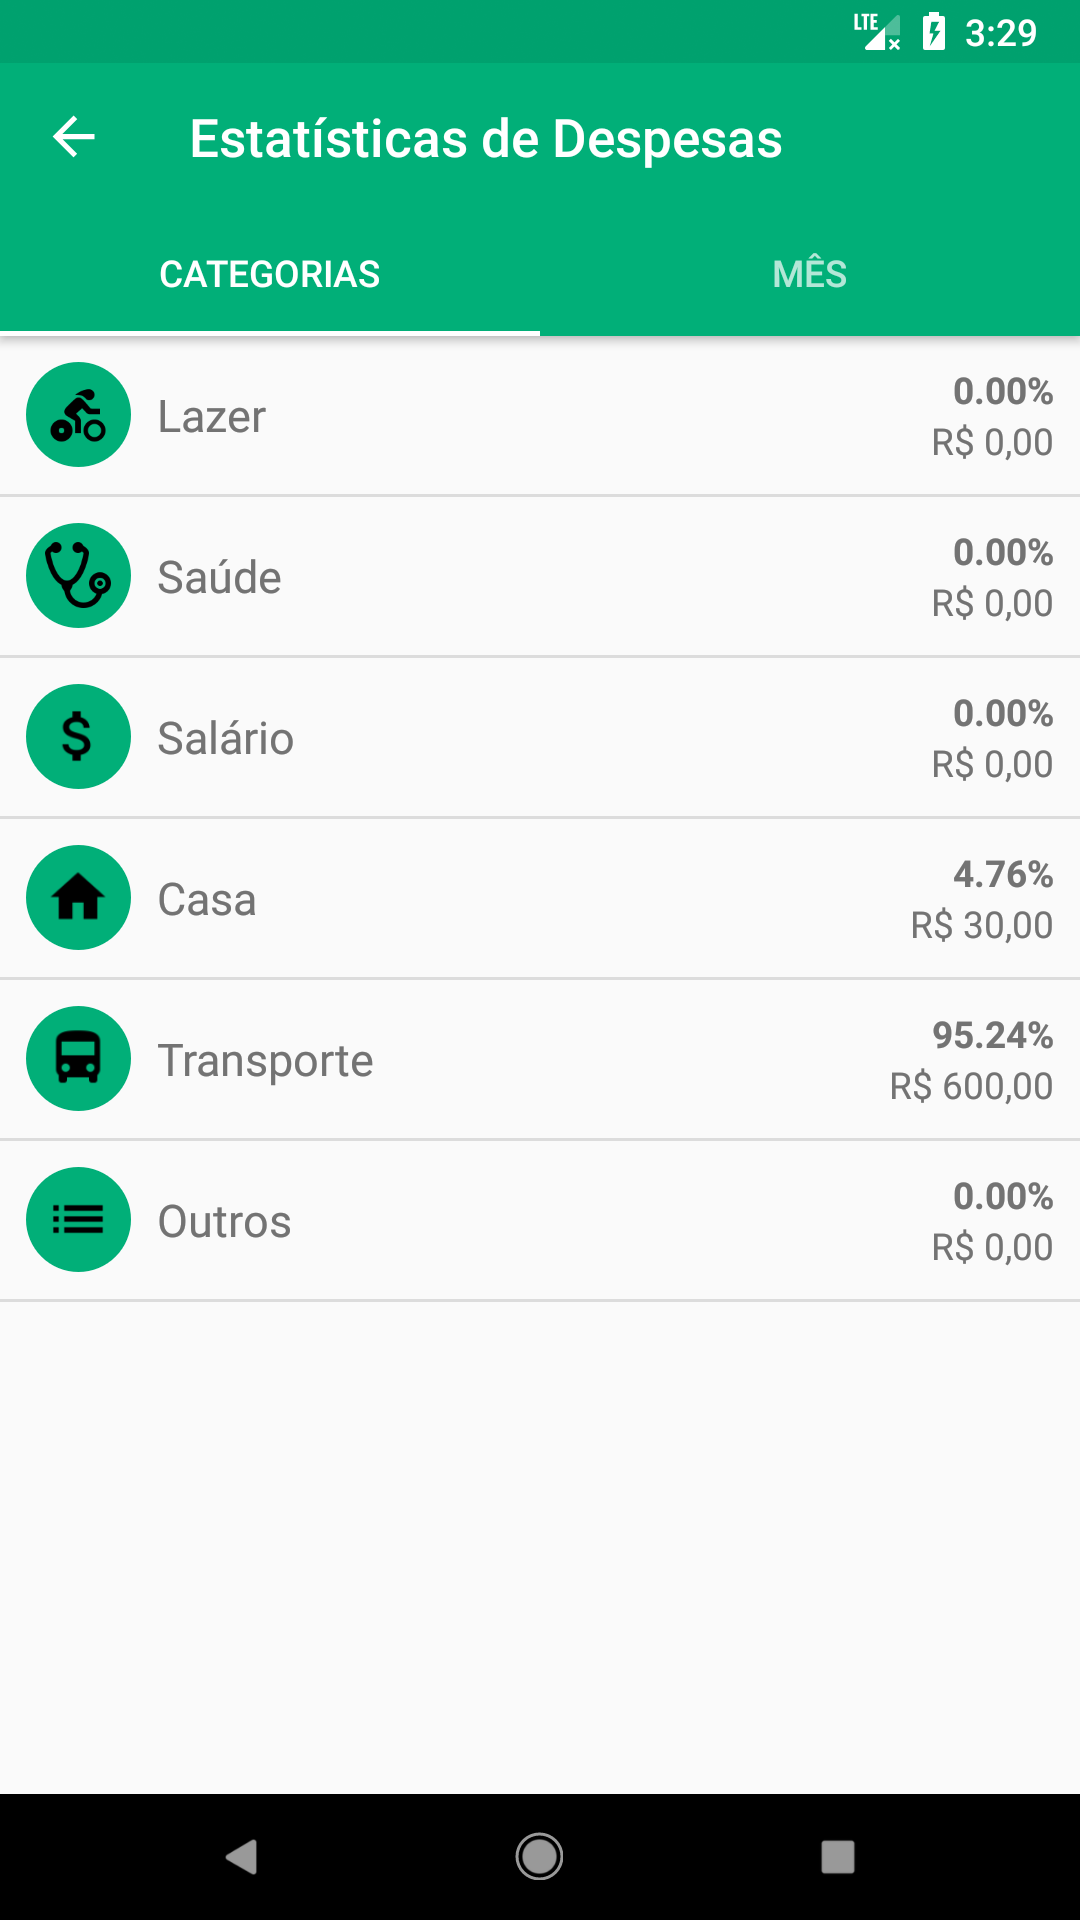 LTE 3:29
Estatísticas de Despesas
CATEGORIAS MÊS
Lazer 0.00%
R$ 0,00
Saúde 0.00%
R$ 0,00
Salário 0.00%
R$ 0,00
Casa 4.76%
R$ 30,00
Transporte 95.24%
R$ 600,00
Outros 0.00%
R$ 0,00